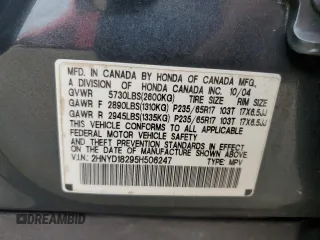 MFD. IN CANADA BY HONDA OF CANADA MFG.,
A DIVISION OF HONDA CANADA INC. 10/04
GVWR 5730LBS(2600KG) TIRE SIZE RIM SIZE
GAWR F 2890LBS(1310KG) P235/65R17 103T 17X6.5JJ
GAWR R 2945LBS(1335KG) P235/65R17 103T 17X6.5JJ
THIS VEHICLE CONFORMS TO ALL APPLICABLE
FEDERAL MOTOR VEHICLE SAFETY AND THEFT
PREVENTION STANDARDS IN EFFECT ON THE DATE
OF MANUFACTURE SHOWN ABOVE.
V.I.N.: 2HNYD18295H506247 TYPE: MPV